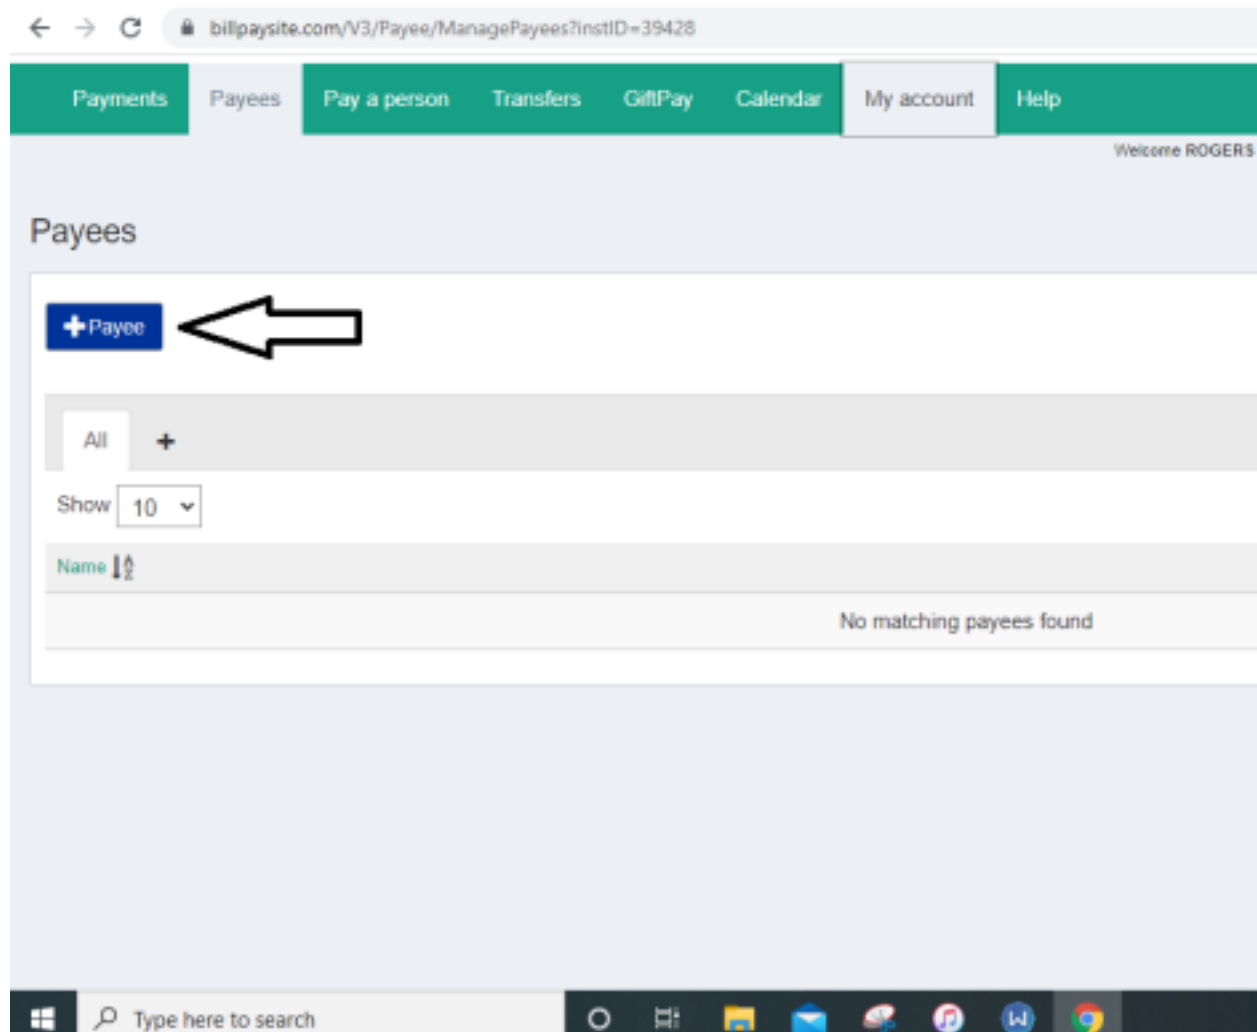 billpaysite.com/V3/Payee/ManagePayees?instID=39428
Payments Payees Pay a person Transfers GiftPay Calendar My account Help
Welcome ROGERS
Payees
+Payee
All +
Show 10
Name
No matching payees found
Type here to search